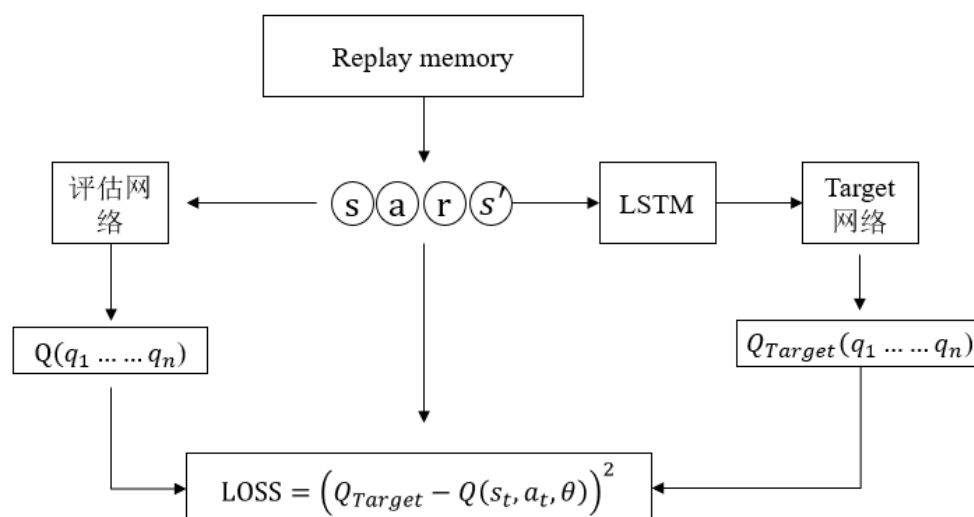 Replay memory
评估网
络
s a r s′
LSTM
Target
网络
Q(q₁ … … qₙ)
Q_Target(q₁ … … qₙ)
LOSS = (Q_Target − Q(s_t, a_t, θ))²